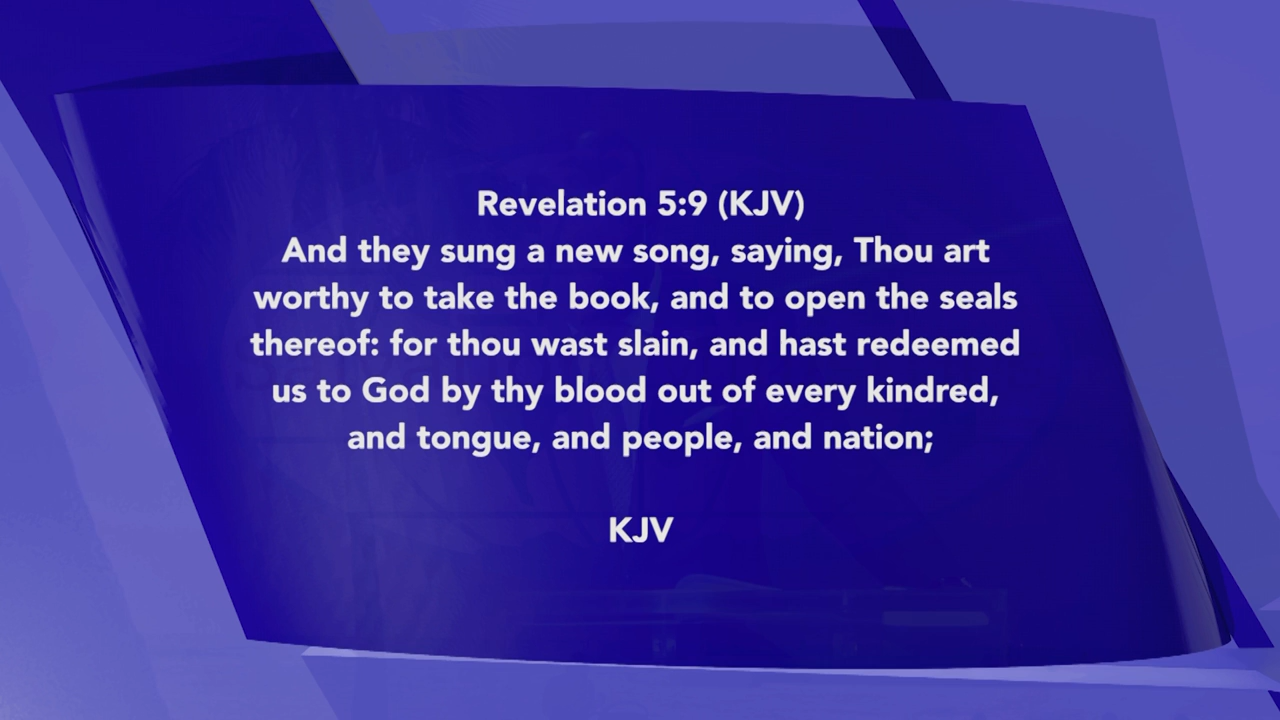 Revelation 5:9 (KJV)
And they sung a new song, saying, Thou art
worthy to take the book, and to open the seals
thereof: for thou wast slain, and hast redeemed
us to God by thy blood out of every kindred,
and tongue, and people, and nation;
KJV